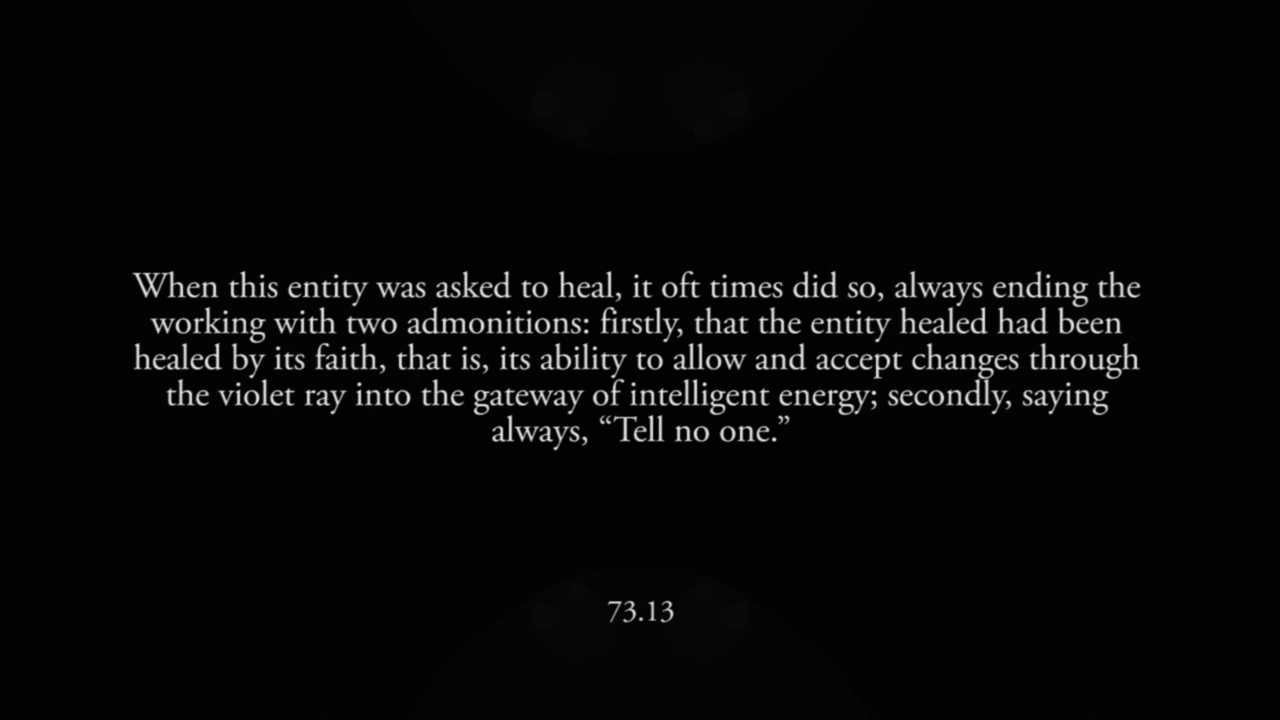 When this entity was asked to heal, it oft times did so, always ending the
working with two admonitions: firstly, that the entity healed had been
healed by its faith, that is, its ability to allow and accept changes through
the violet ray into the gateway of intelligent energy; secondly, saying
always, “Tell no one.”
73.13